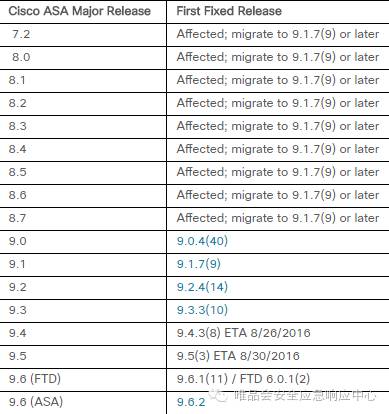 Cisco ASA Major Release First Fixed Release
7.2 Affected; migrate to 9.1.7(9) or later
8.0 Affected; migrate to 9.1.7(9) or later
8.1 Affected; migrate to 9.1.7(9) or later
8.2 Affected; migrate to 9.1.7(9) or later
8.3 Affected; migrate to 9.1.7(9) or later
8.4 Affected; migrate to 9.1.7(9) or later
8.5 Affected; migrate to 9.1.7(9) or later
8.6 Affected; migrate to 9.1.7(9) or later
8.7 Affected; migrate to 9.1.7(9) or later
9.0 9.0.4(40)
9.1 9.1.7(9)
9.2 9.2.4(14)
9.3 9.3.3(10)
9.4 9.4.3(8) ETA 8/26/2016
9.5 9.5(3) ETA 8/30/2016
9.6 (FTD) 9.6.1(11) / FTD 6.0.1(2)
9.6 (ASA) 9.6.2
唯品会安全应急响应中心